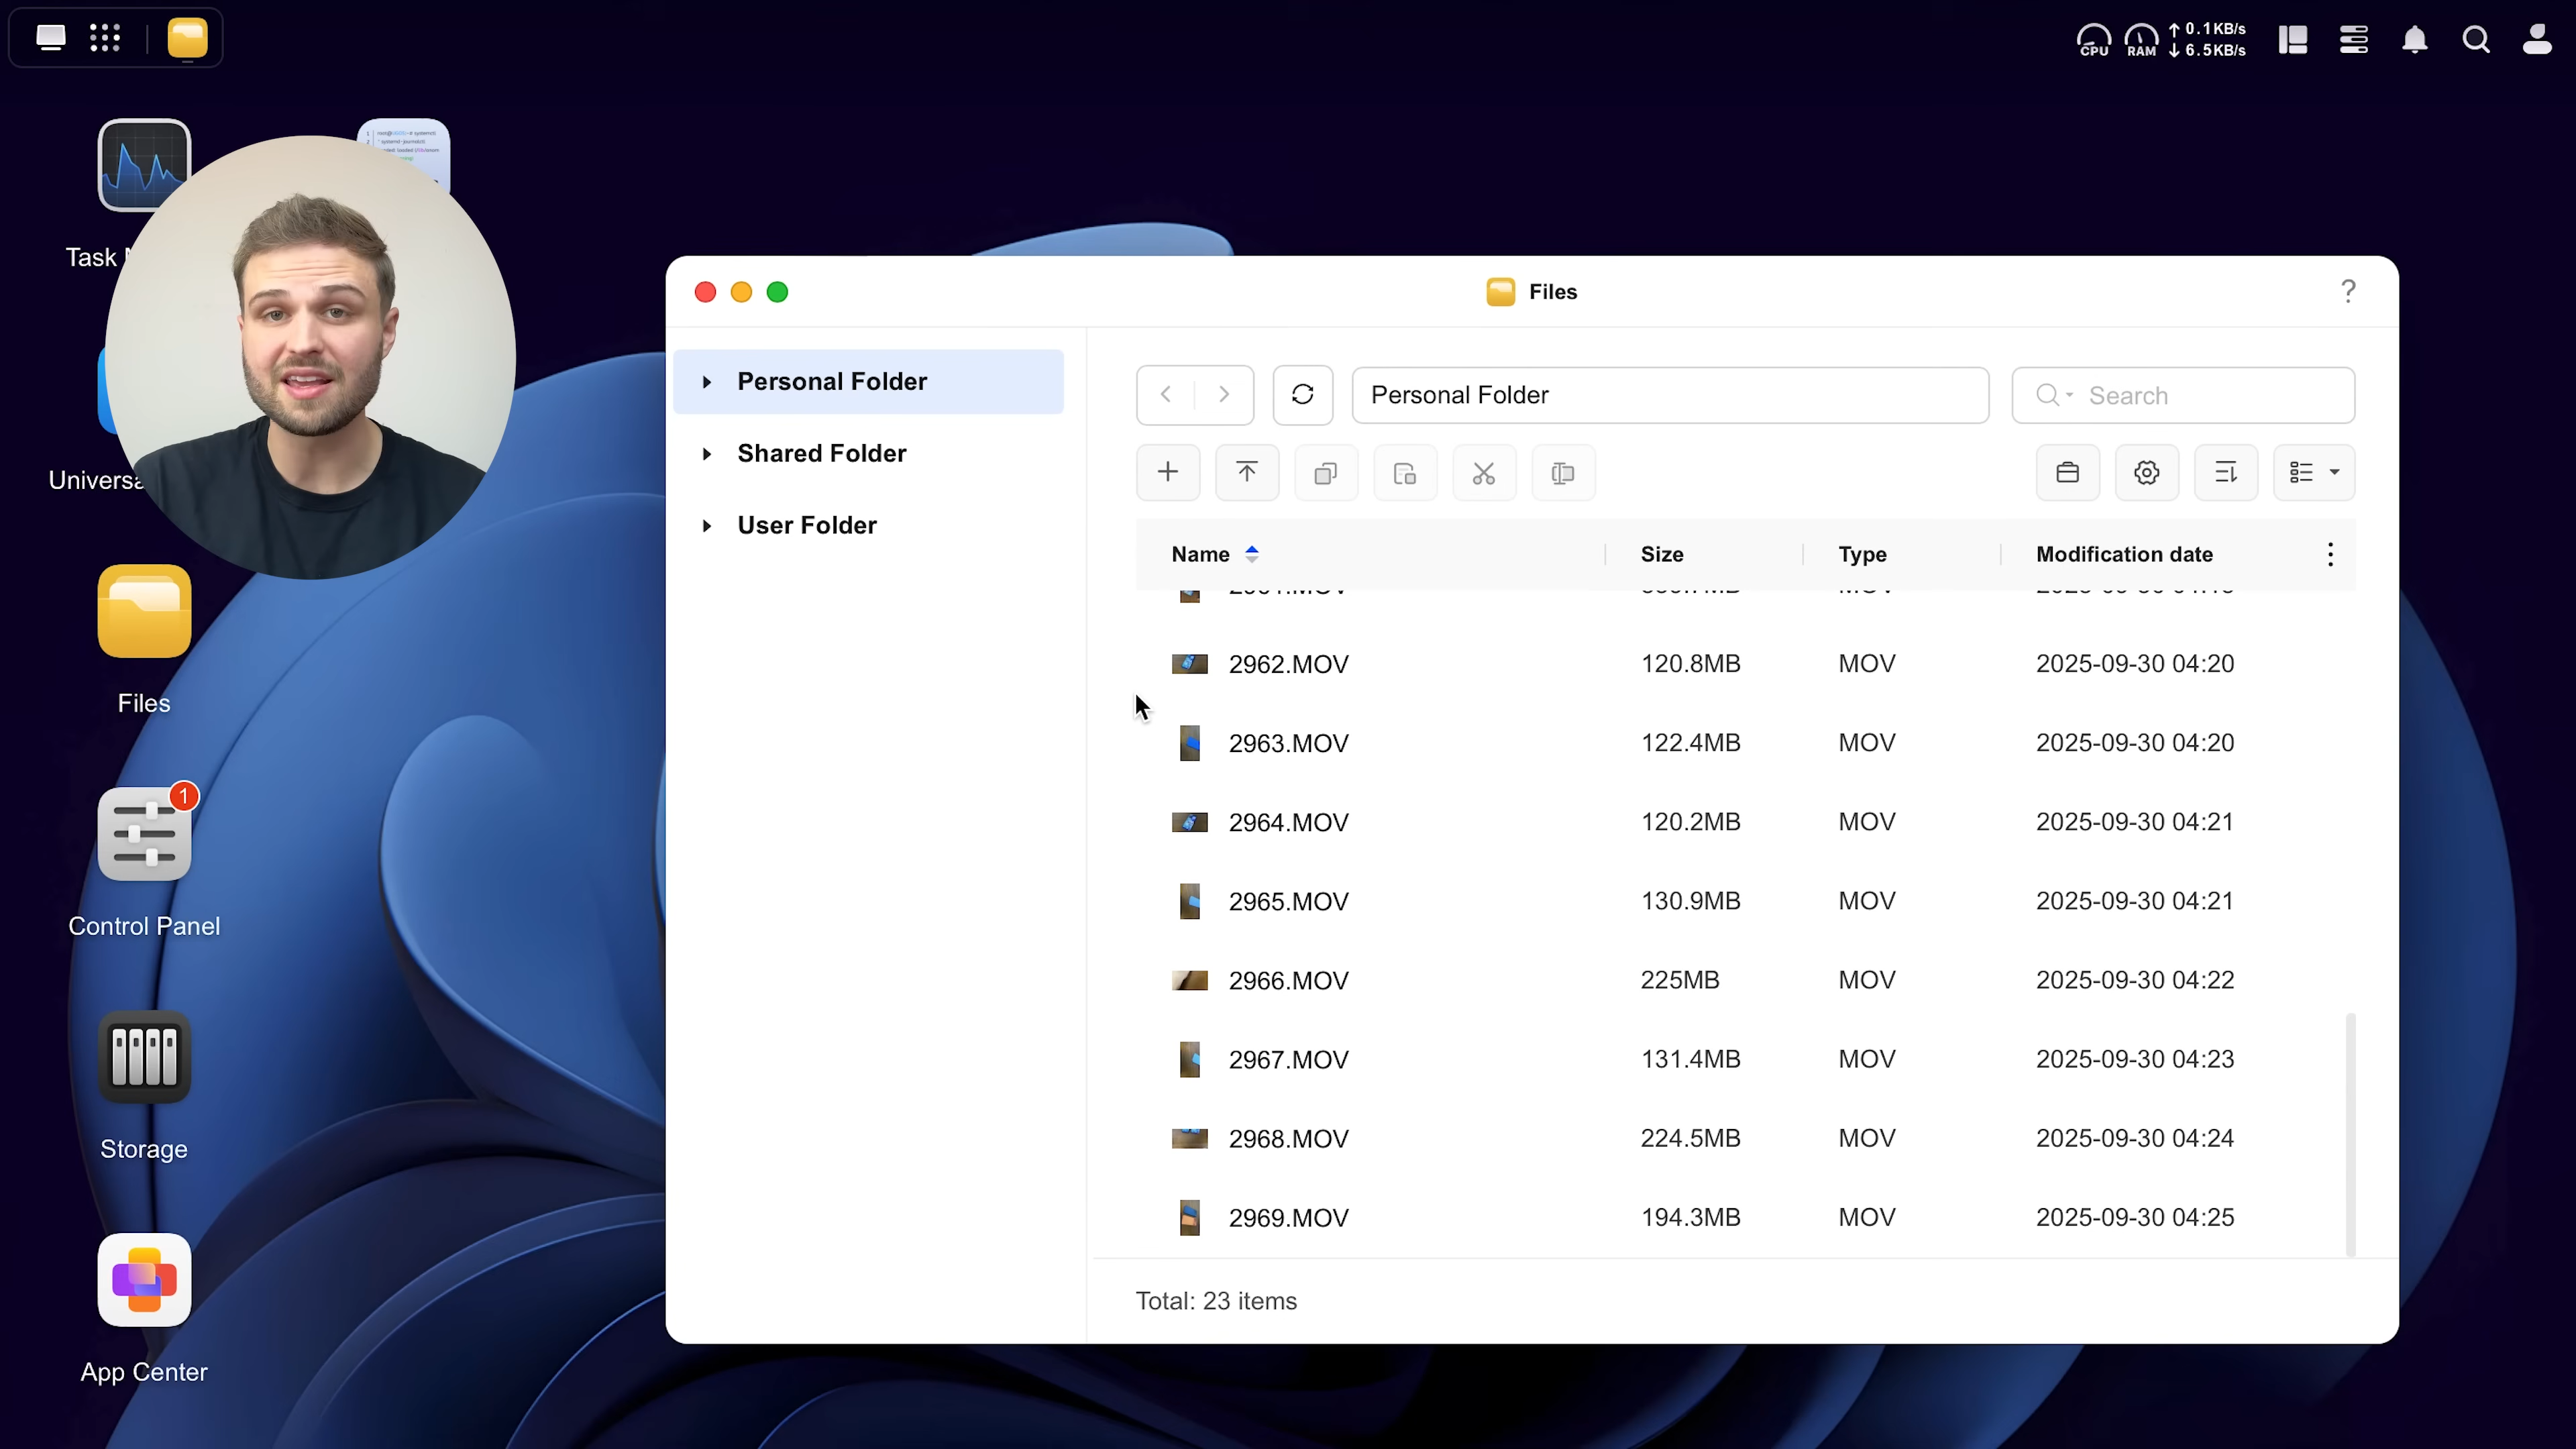 CPU
RAM
↑ 0.1KB/s
↓ 6.5KB/s
Task
Universa
Files
1
Control Panel
Storage
App Center
Files
?
Personal Folder
Shared Folder
User Folder
Personal Folder
Search
Name Size Type Modification date
2962.MOV 120.8MB MOV 2025-09-30 04:20
2963.MOV 122.4MB MOV 2025-09-30 04:20
2964.MOV 120.2MB MOV 2025-09-30 04:21
2965.MOV 130.9MB MOV 2025-09-30 04:21
2966.MOV 225MB MOV 2025-09-30 04:22
2967.MOV 131.4MB MOV 2025-09-30 04:23
2968.MOV 224.5MB MOV 2025-09-30 04:24
2969.MOV 194.3MB MOV 2025-09-30 04:25
Total: 23 items